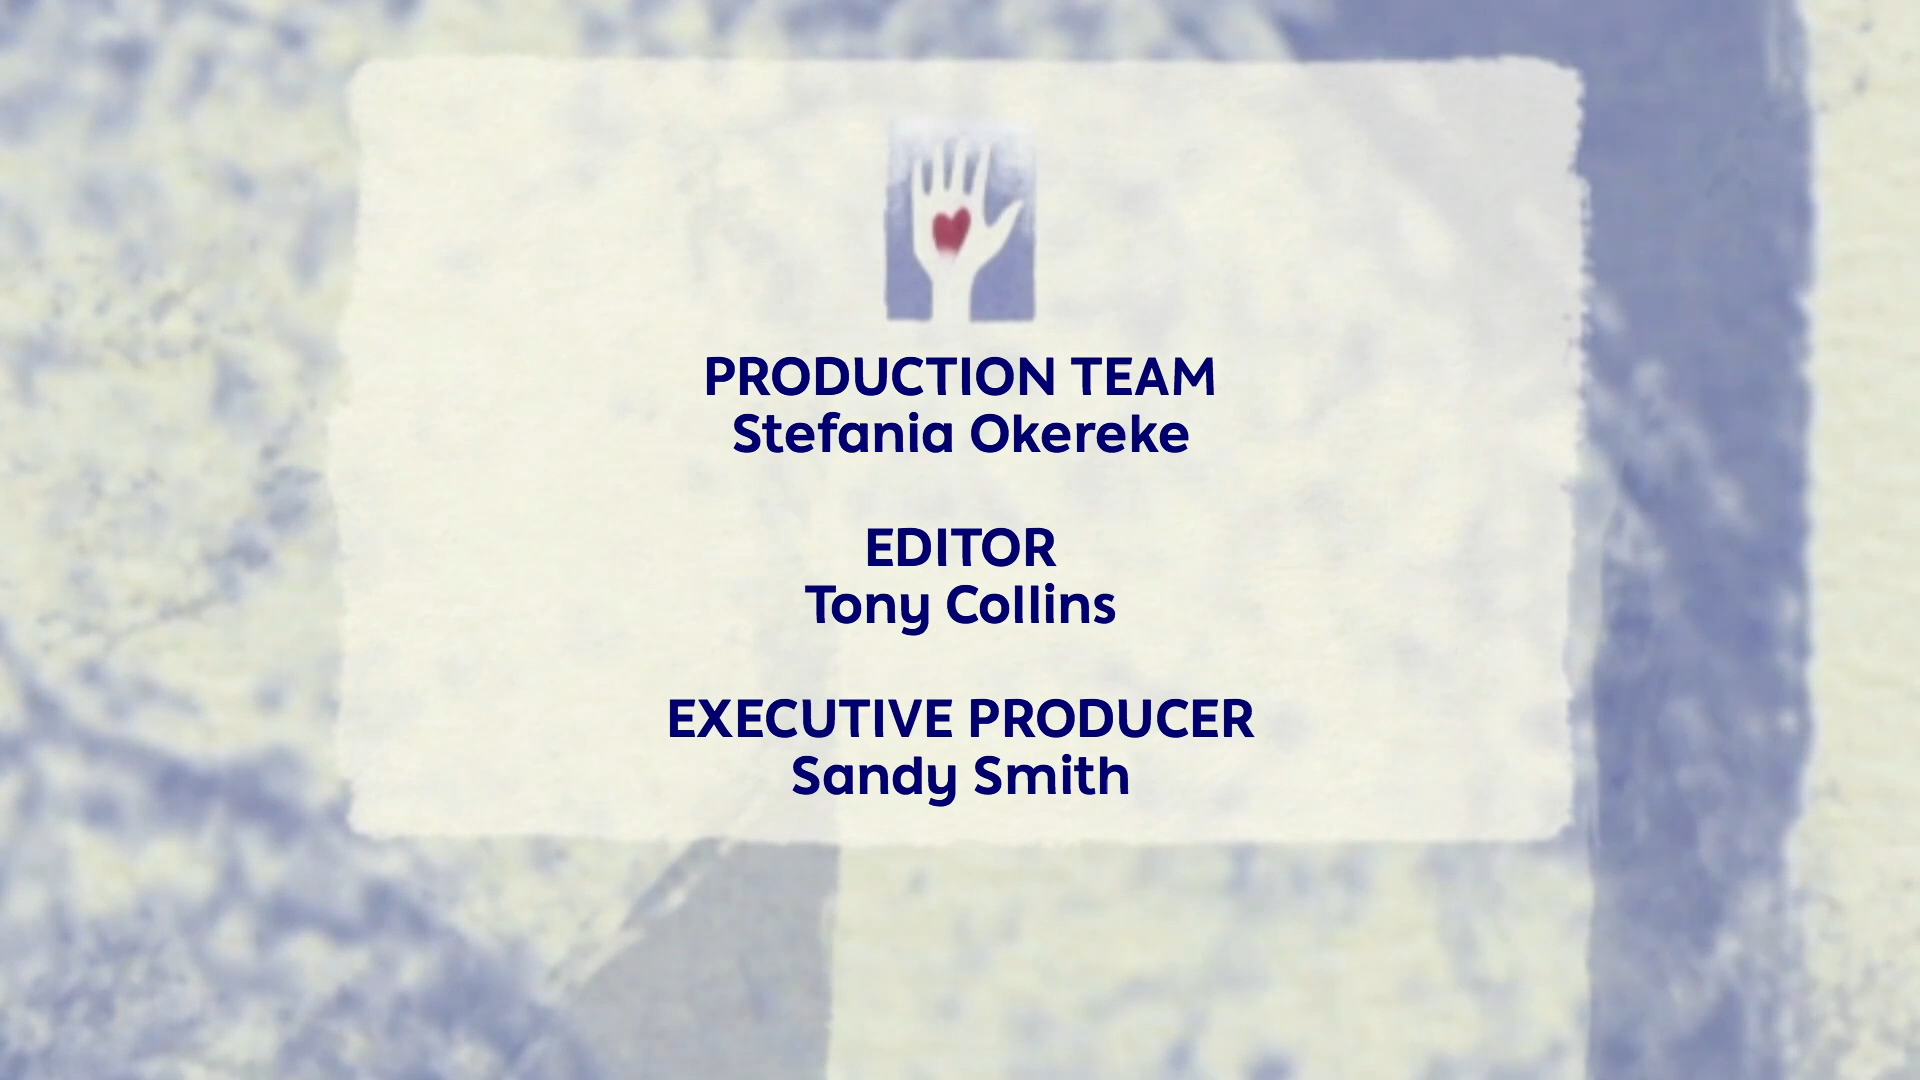 PRODUCTION TEAM
Stefania Okereke
EDITOR
Tony Collins
EXECUTIVE PRODUCER
Sandy Smith